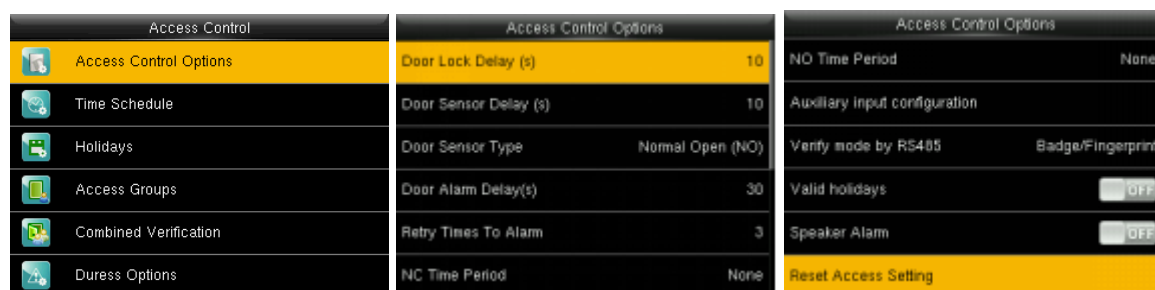 Access Control
Access Control Options
Time Schedule
Holidays
Access Groups
Combined Verification
Duress Options
Access Control Options
Door Lock Delay (s) 10
Door Sensor Delay (s) 10
Door Sensor Type Normal Open (NO)
Door Alarm Delay(s) 30
Retry Times To Alarm 3
NC Time Period None
Access Control Options
NO Time Period None
Auxiliary input configuration
Verify mode by RS485 Badge/Fingerprint
Valid holidays OFF
Speaker Alarm OFF
Reset Access Setting